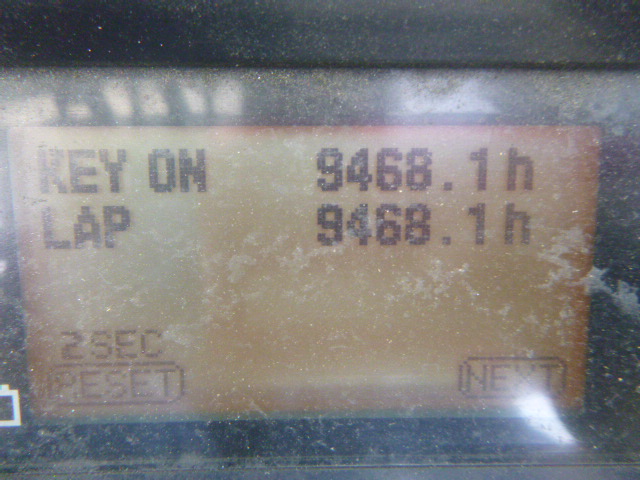 KEY ON 9468.1h
LAP 9468.1h
2SEC
RESET NEXT